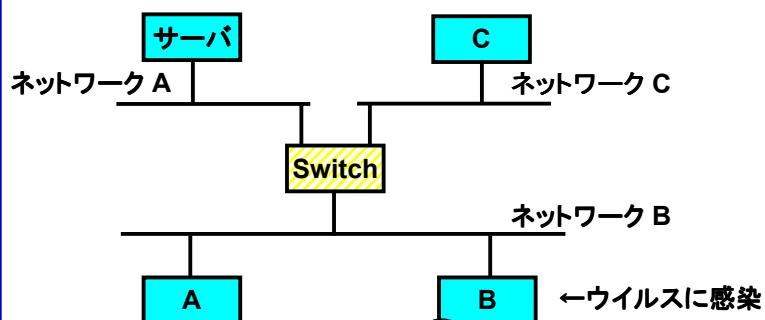 サーバ
C
ネットワーク A
ネットワーク C
Switch
ネットワーク B
A
B
←ウイルスに感染